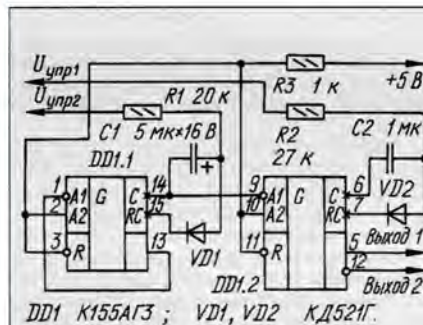 Uупр1
R3 1 к
+5 В
Uупр2
R1 20 к
C1 5 мк×16 В
R2
27 к
C2 1 мк
DD1.1
1
2
3
A1
A2
R
G
C
RC
14
15
13
VD1
9
10
11
A1
A2
R
G
C
RC
6
7
5
12
VD2
DD1.2
Выход 1
Выход 2
DD1 К155АГ3 ; VD1, VD2 КД521Г.